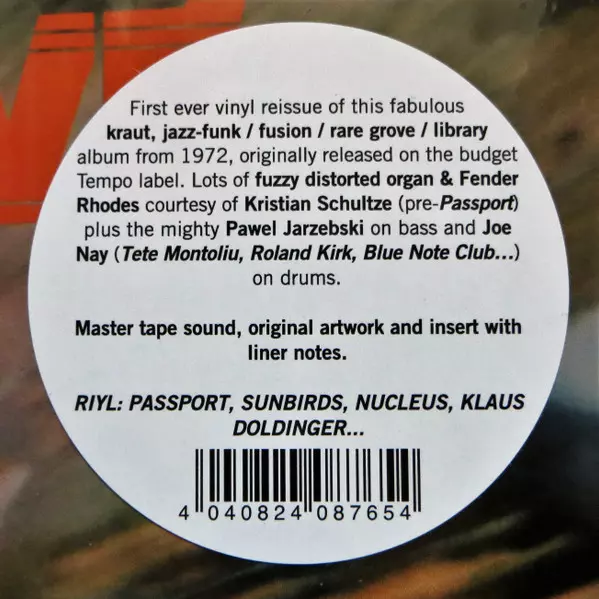 First ever vinyl reissue of this fabulous
kraut, jazz-funk / fusion / rare grove / library
album from 1972, originally released on the budget
Tempo label. Lots of fuzzy distorted organ & Fender
Rhodes courtesy of Kristian Schultze (pre-Passport)
plus the mighty Pawel Jarzebski on bass and Joe
Nay (Tete Montoliu, Roland Kirk, Blue Note Club...)
on drums.
Master tape sound, original artwork and insert with
liner notes.
RIYL: PASSPORT, SUNBIRDS, NUCLEUS, KLAUS
DOLDINGER...
4 040824 087654